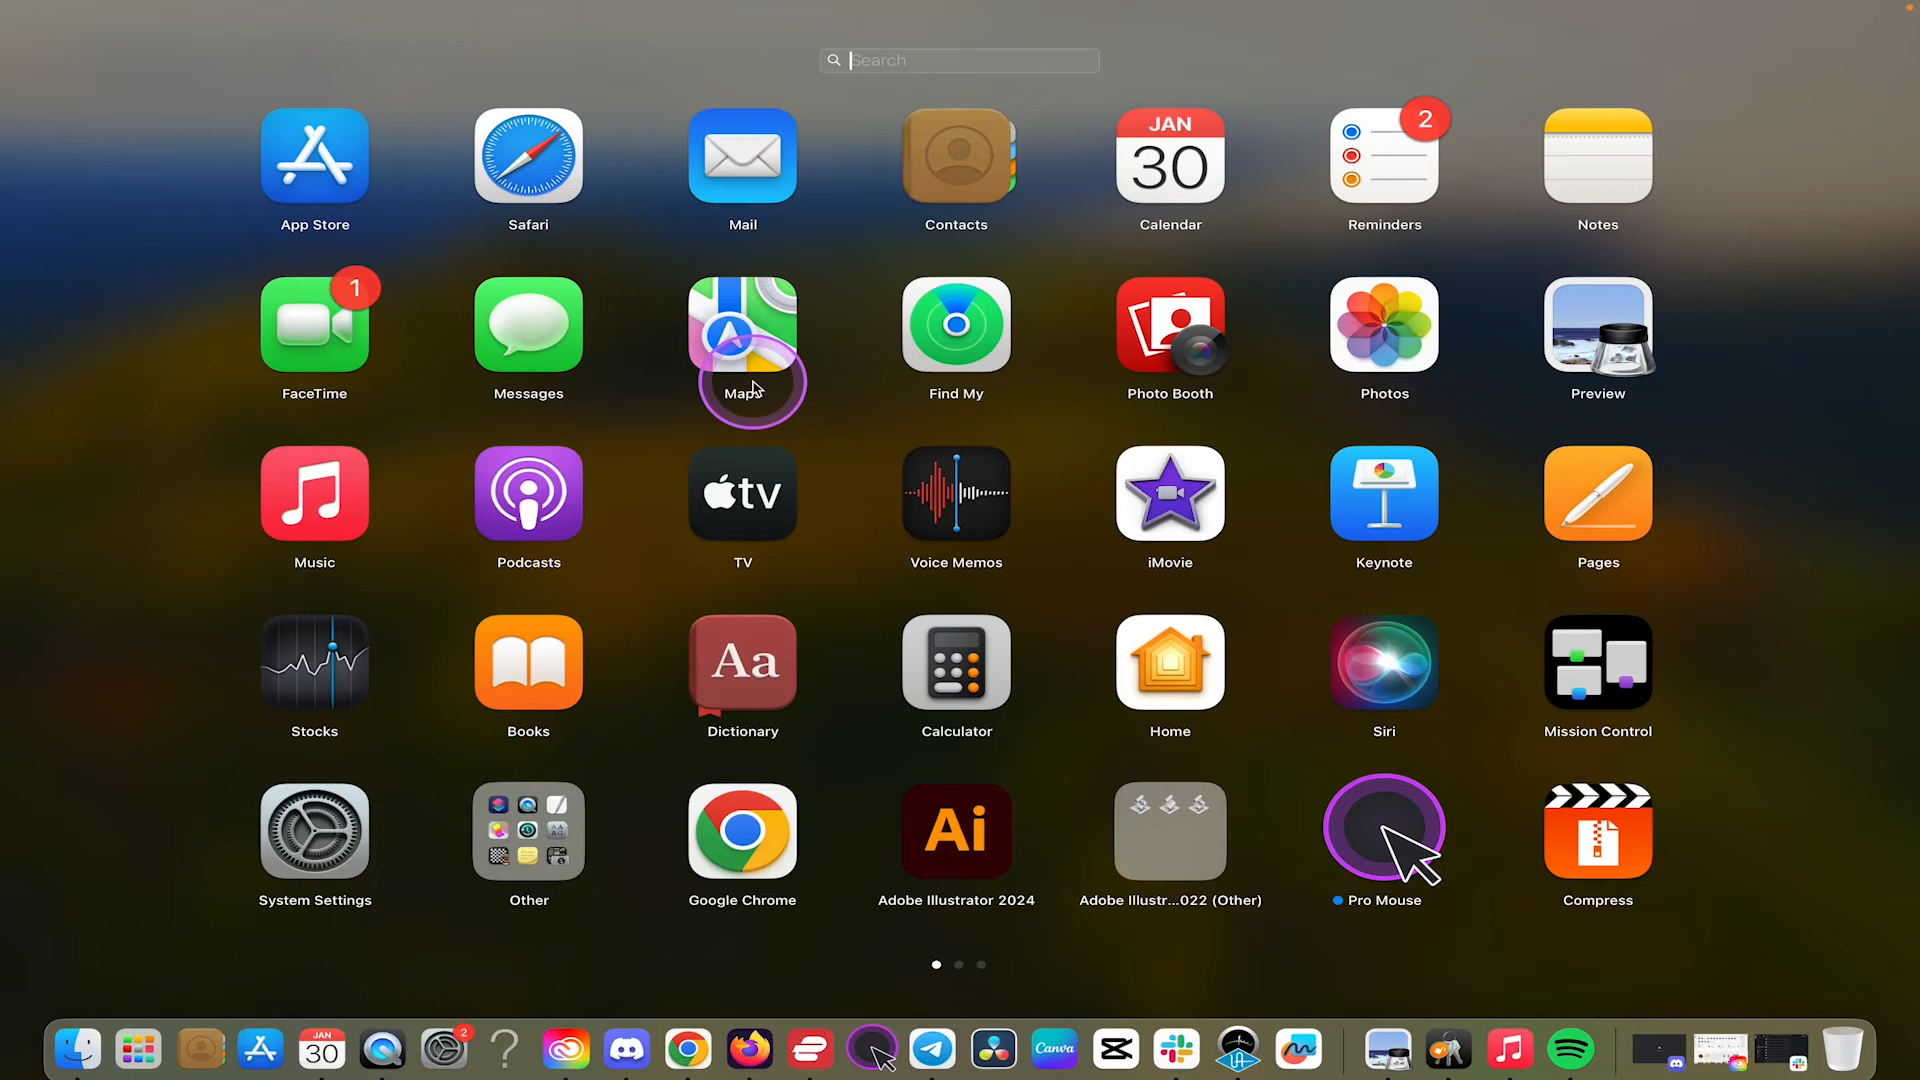 Search
JAN
30
2
App Store
Safari
Mail
Contacts
Calendar
Reminders
Notes
1
FaceTime
Messages
Maps
Find My
Photo Booth
Photos
Preview
tv
Music
Podcasts
TV
Voice Memos
iMovie
Keynote
Pages
Aa
Stocks
Books
Dictionary
Calculator
Home
Siri
Mission Control
Ai
System Settings
Other
Google Chrome
Adobe Illustrator 2024
Adobe Illustr...022 (Other)
Pro Mouse
Compress
JAN
30
2
?
Canva